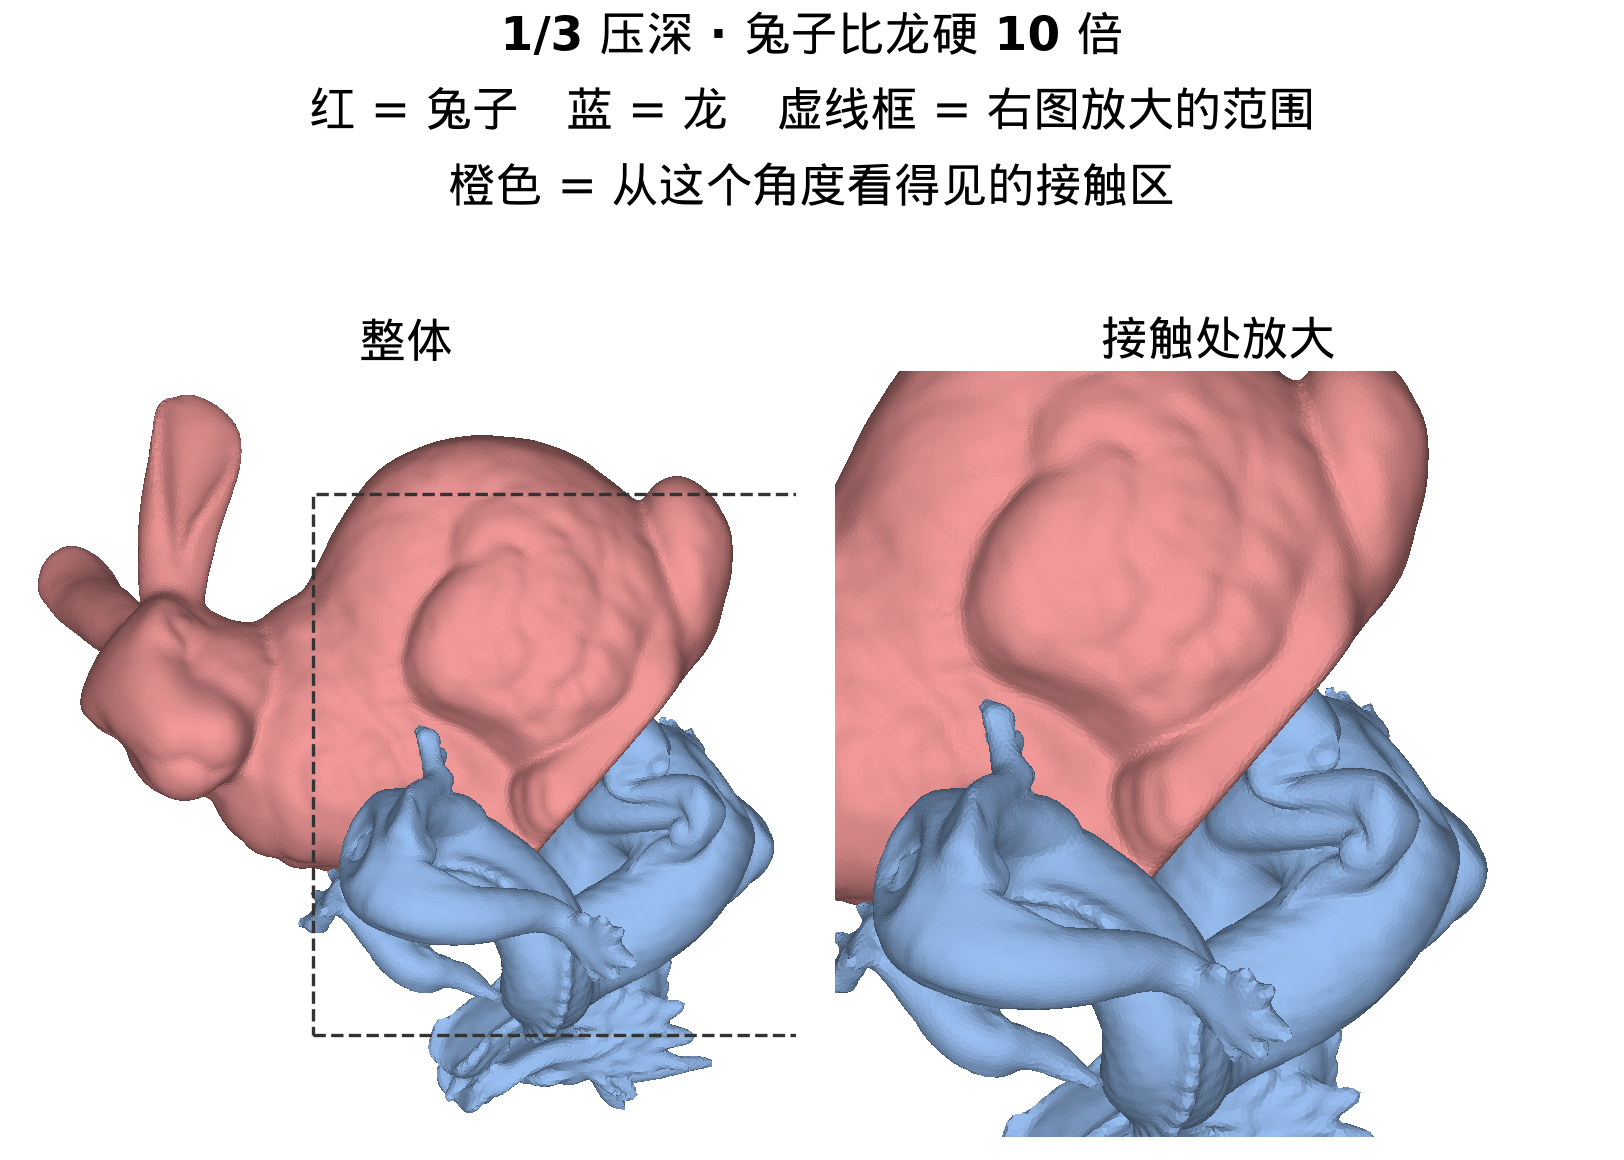 1/3 压深 · 兔子比龙硬 10 倍
红 = 兔子 蓝 = 龙 虚线框 = 右图放大的范围
橙色 = 从这个角度看得见的接触区
整体
接触处放大